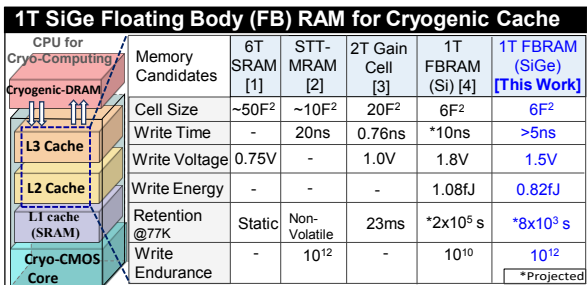 1T SiGe Floating Body (FB) RAM for Cryogenic Cache
CPU for
Cryo-Computing
Cryogenic-DRAM
L3 Cache
L2 Cache
L1 cache
(SRAM)
Cryo-CMOS
Core
Memory Candidates | 6T SRAM [1] | STT-MRAM [2] | 2T Gain Cell [3] | 1T FBRAM (Si) [4] | 1T FBRAM (SiGe) [This Work]
Cell Size | ~50F² | ~10F² | 20F² | 6F² | 6F²
Write Time | - | 20ns | 0.76ns | *10ns | >5ns
Write Voltage | 0.75V | - | 1.0V | 1.8V | 1.5V
Write Energy | - | - | - | 1.08fJ | 0.82fJ
Retention @77K | Static | Non-Volatile | 23ms | *2x10⁵ s | *8x10³ s
Write Endurance | - | 10¹² | - | 10¹⁰ | 10¹²
*Projected